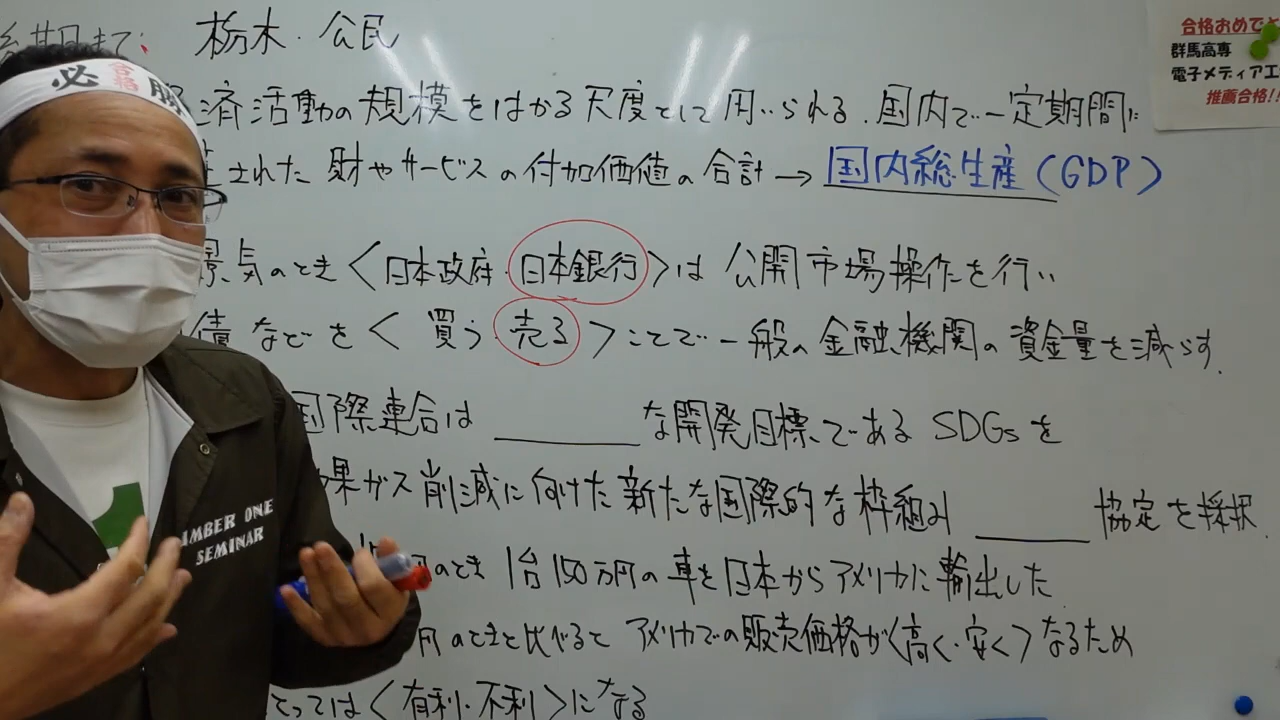 栃木・公民
済活動の規模をはかる尺度として用いられる、国内で一定期間に
された財やサービスの付加価値の合計→国内総生産(GDP)
景気のとき<日本政府・日本銀行>は公開市場操作を行い
債などを<買う・売る>ことで一般の金融機関の資金量を減らす.
国際連合は な開発目標であるSDGsを
果ガス削減に向けた新たな国際的な枠組み 協定を採択
のとき1台150万円の車を日本からアメリカに輸出した
円のときと比べるとアメリカでの販売価格が<高く・安く>なるため
とっては<有利・不利>になる
合格おめでと
群馬高専
電子メディア工
推薦合格!!
必合格勝
UMBER ONE
SEMINAR
1